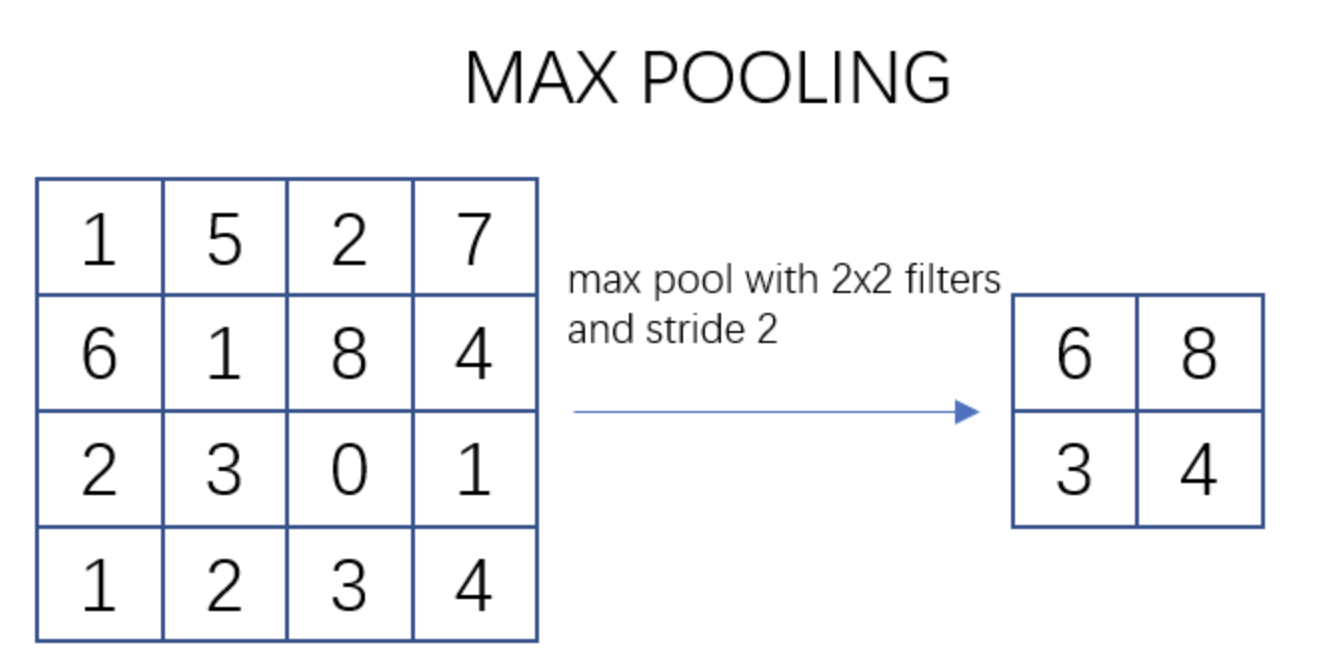 MAX POOLING
1 5 2 7
6 1 8 4
2 3 0 1
1 2 3 4
max pool with 2x2 filters
and stride 2
6 8
3 4